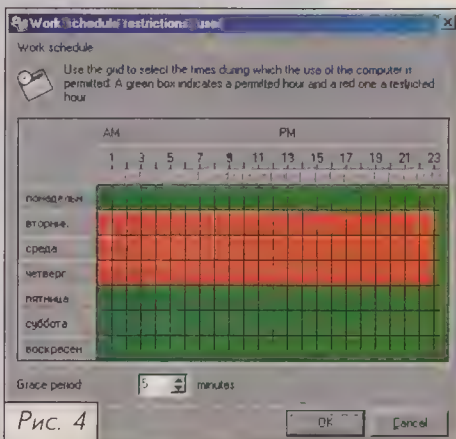 Work schedule restrictions: user
Work schedule
Use the grid to select the times during which the use of the computer is
permitted. A green box indicates a permitted hour and a red one a restricted
hour
AM PM
1 3 5 7 9 11 13 15 17 19 21 23
понедельн
вторник
среда
четверг
пятница
суббота
воскресен
Grace period 5 minutes
OK Cancel
Рис. 4